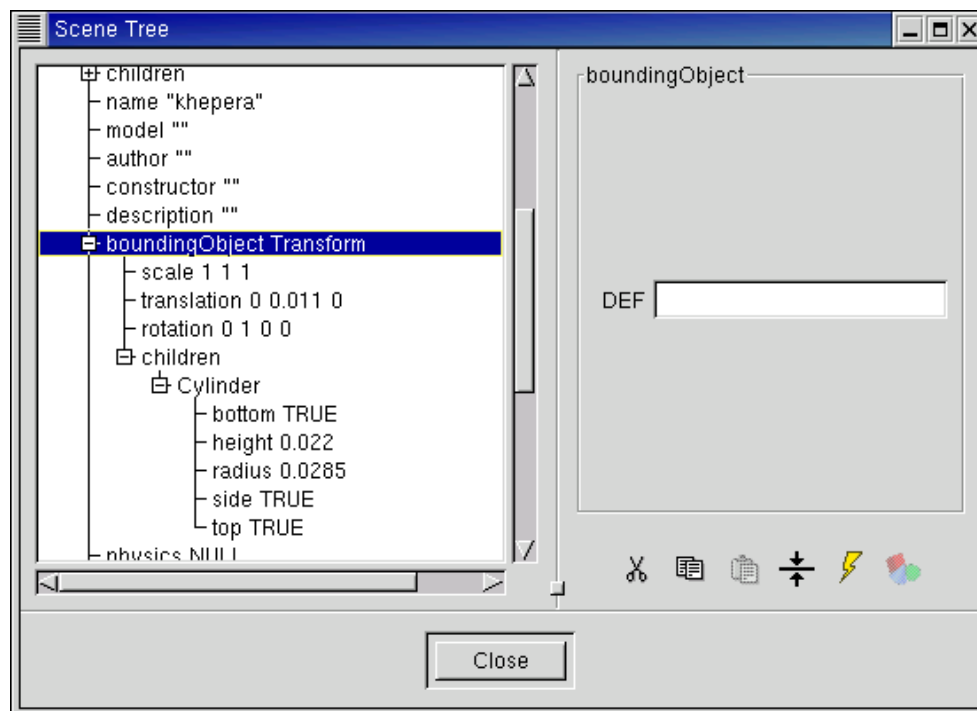 Scene Tree
children
name "khepera"
model ""
author ""
constructor ""
description ""
boundingObject Transform
scale 1 1 1
translation 0 0.011 0
rotation 0 1 0 0
children
Cylinder
bottom TRUE
height 0.022
radius 0.0285
side TRUE
top TRUE
physics NULL
boundingObject
DEF
Close